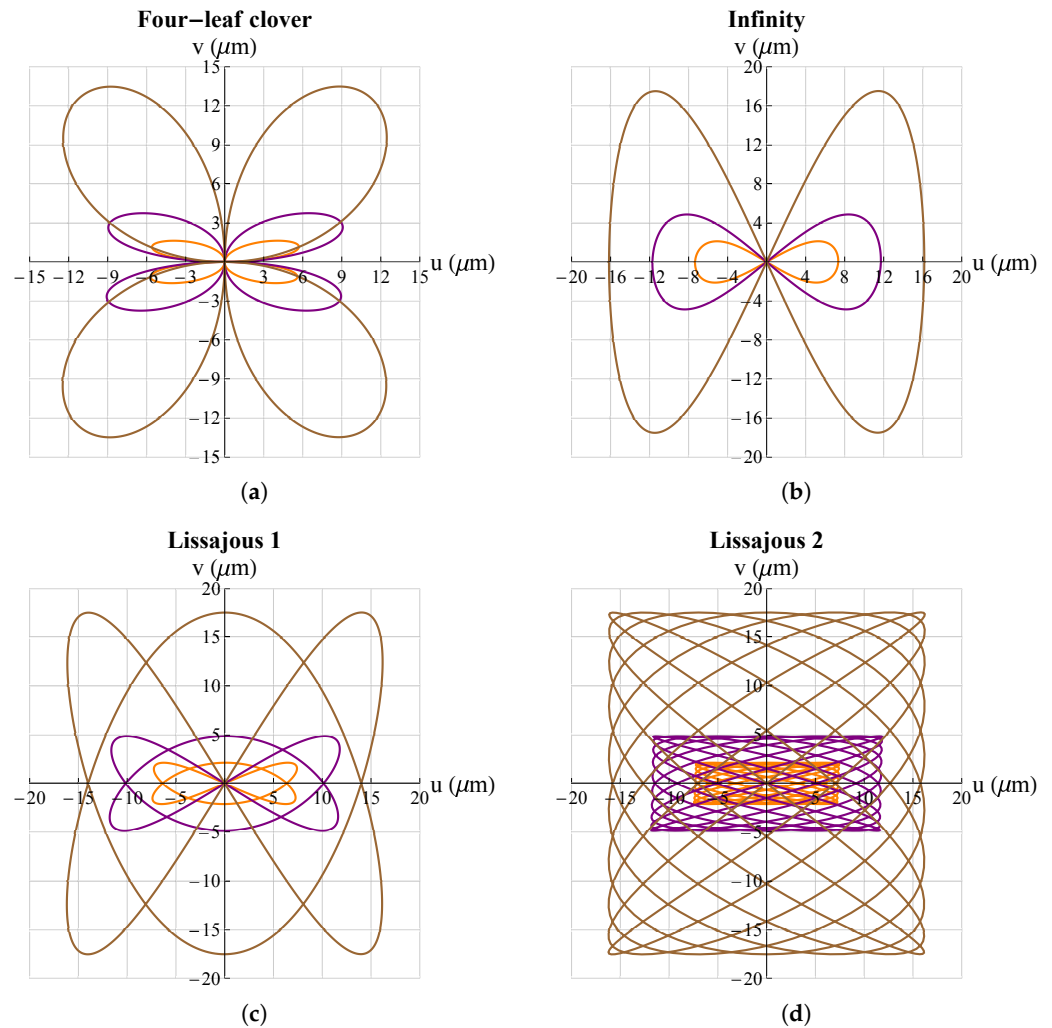 Four−leaf clover
v (μm)
15
12
9
6
3
−15 −12 −9 −6 −3 3 6 9 12 15 u (μm)
−3
−6
−9
−12
−15
(a)
Infinity
v (μm)
20
16
12
8
4
−20 −16 −12 −8 −4 4 8 12 16 20 u (μm)
−4
−8
−12
−16
−20
(b)
Lissajous 1
v (μm)
20
15
10
5
−20 −15 −10 −5 5 10 15 20 u (μm)
−5
−10
−15
−20
(c)
Lissajous 2
v (μm)
20
15
10
5
−20 −15 −10 −5 5 10 15 20 u (μm)
−5
−10
−15
−20
(d)